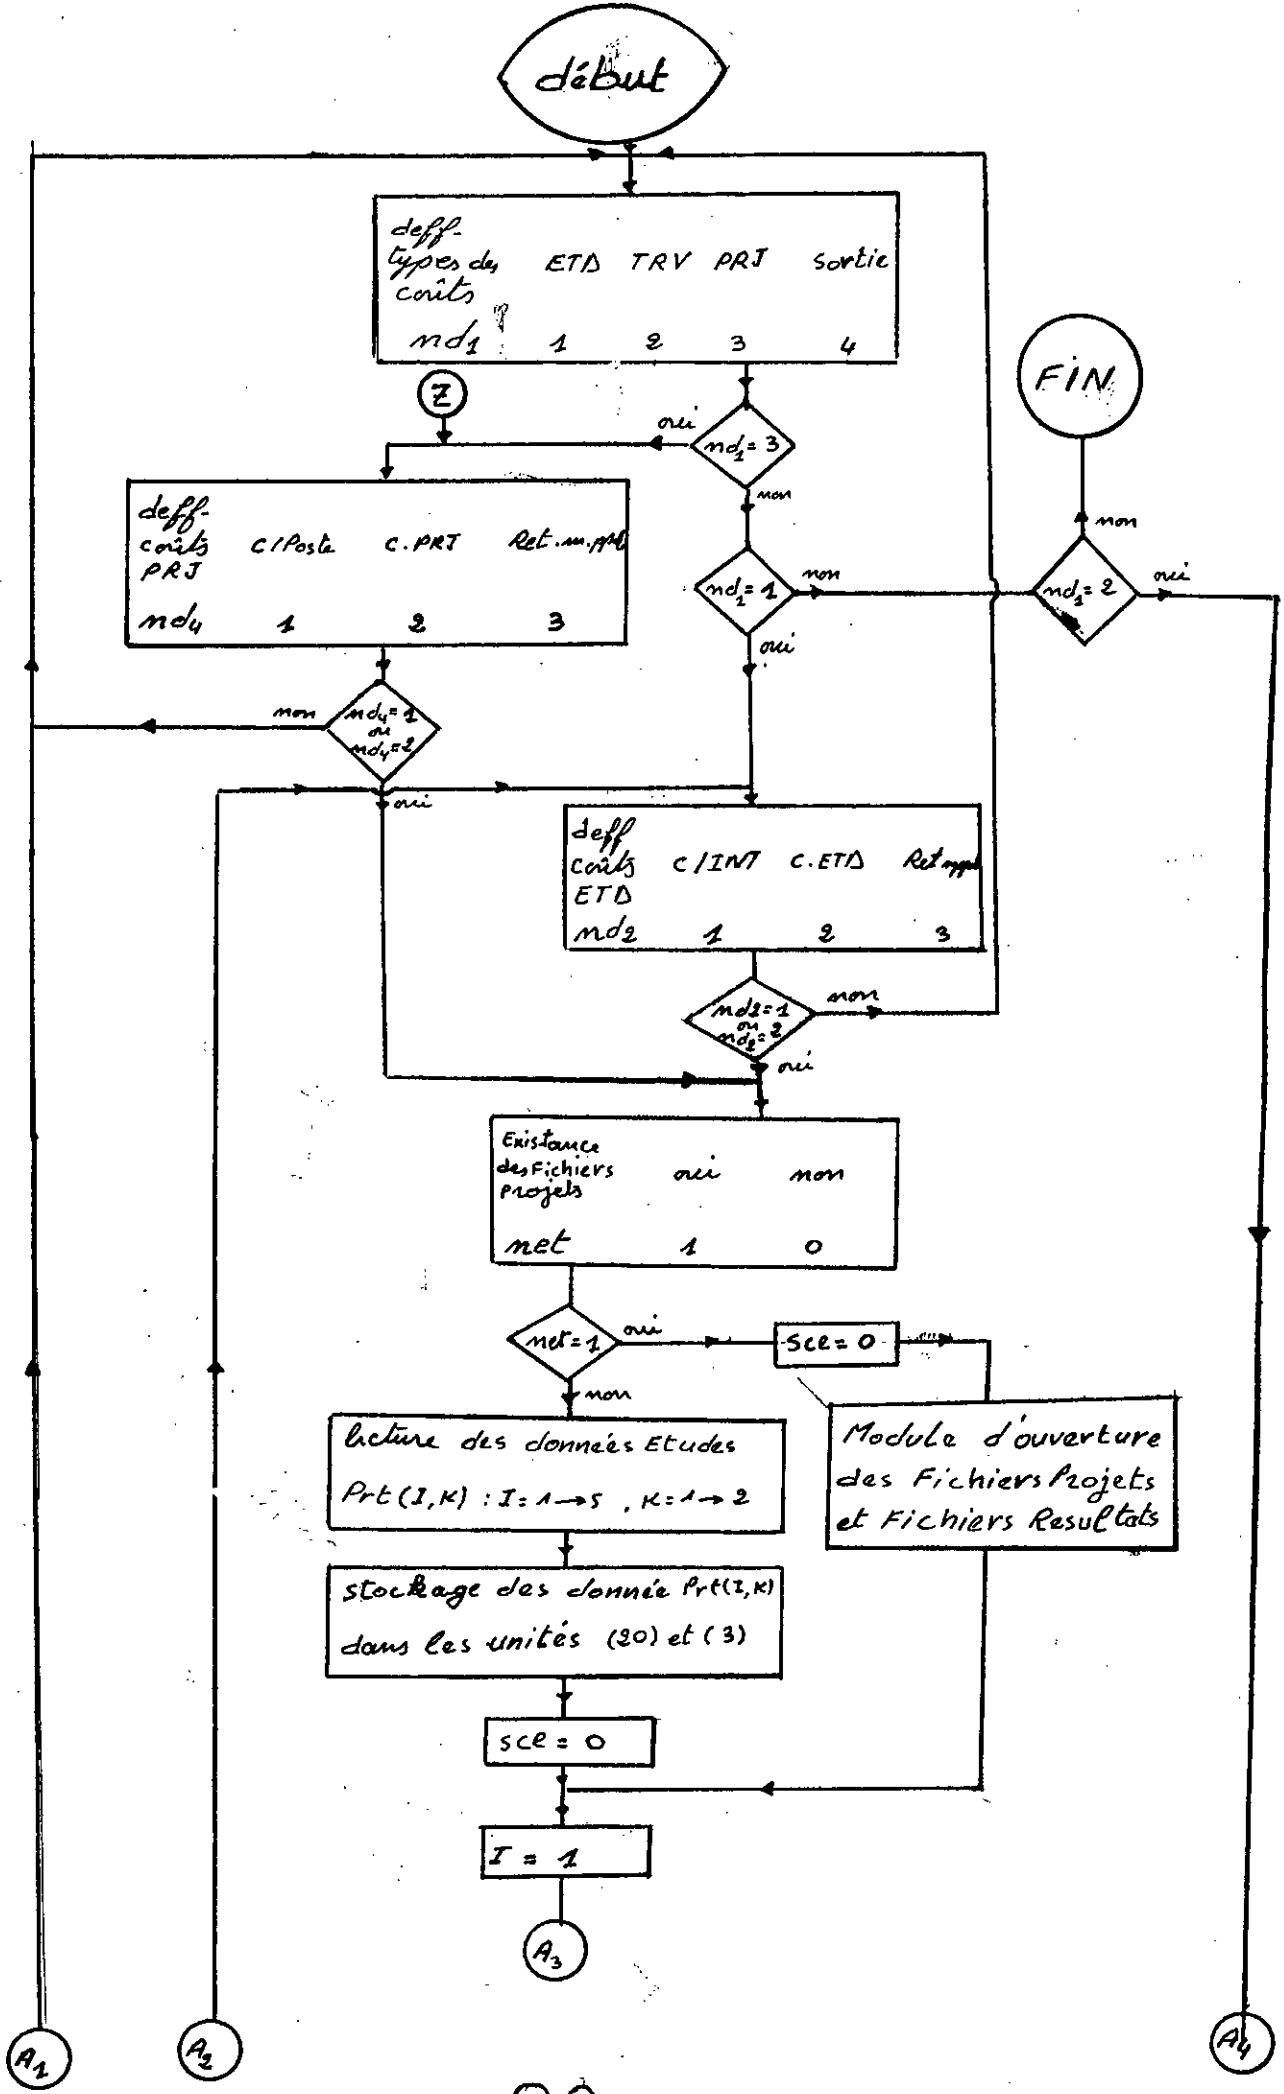 début
deff-
types des ETD TRV PRJ sortie
coûts
nd1 1 2 3 4
FiN
Z
oui
nd1 = 3
non
deff-
coûts C/Poste C.PRJ Ret.m.ppl
PRJ
nd4 1 2 3
nd1 = 1
non
nd1 = 2
non
oui
oui
nd4 = 1
ou
nd4 = 2
non
oui
deff
coûts C/INT C.ETD Ret mppl
ETD
nd2 1 2 3
nd2 = 1
ou
nd2 = 2
non
oui
Existance
des Fichiers oui non
Projets
net 1 0
net = 1
oui
sce = 0
non
lecture des données Etudes
Prt (I,K) : I = 1 → 5 , K = 1 → 2
Module d'ouverture
des Fichiers Projets
et Fichiers Resultats
stockage des donnée Prt(I,K)
dans les unités (20) et (3)
sce = 0
I = 1
A3
A1
A2
A4